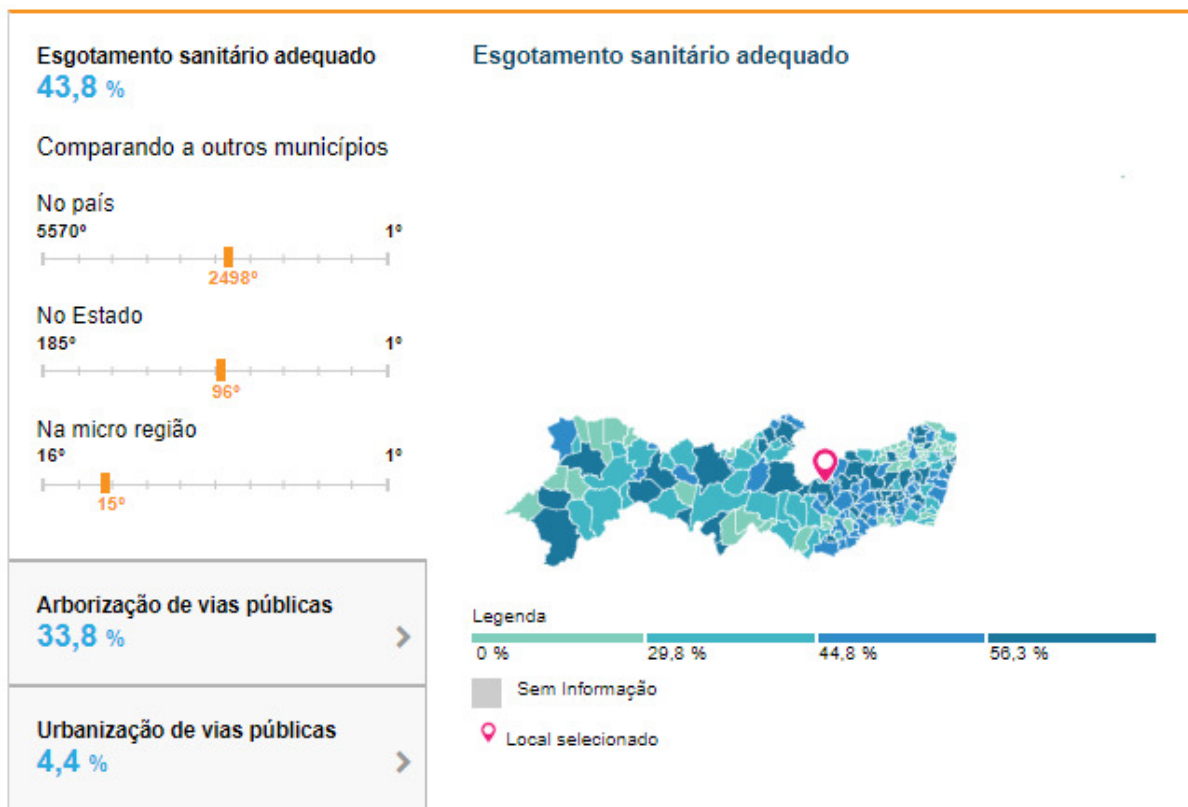 Esgotamento sanitário adequado
43,8 %
Comparando a outros municípios
No país
5570º 1º
2498º
No Estado
185º 1º
96º
Na micro região
16º 1º
15º
Arborização de vias públicas
33,8 %
Urbanização de vias públicas
4,4 %
Esgotamento sanitário adequado
Legenda
0 % 29,8 % 44,8 % 56,3 %
Sem Informação
Local selecionado